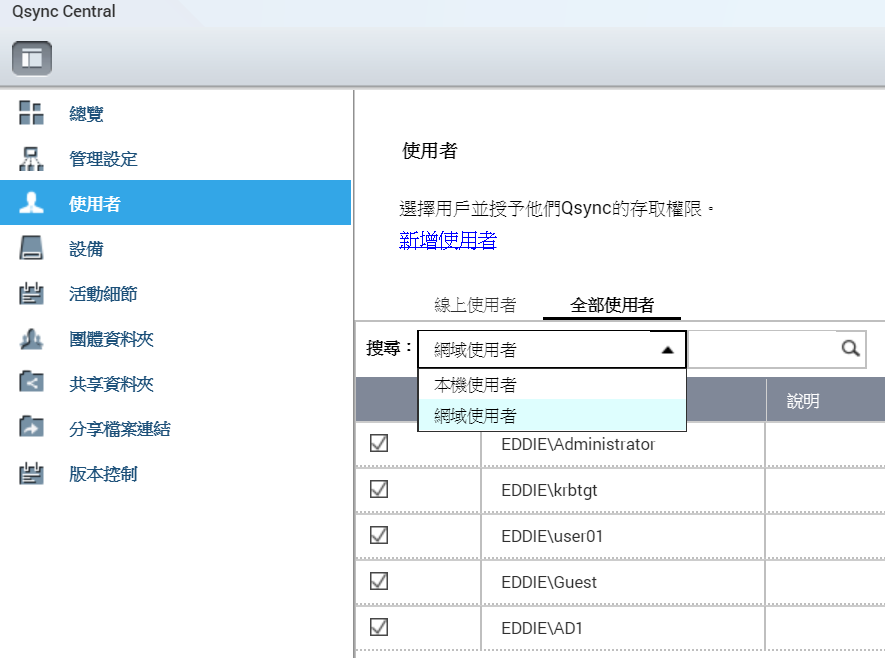 Qsync Central
總覽
管理設定
使用者
設備
活動細節
團體資料夾
共享資料夾
分享檔案連結
版本控制
使用者
選擇用戶並授予他們Qsync的存取權限。
新增使用者
線上使用者 全部使用者
搜尋： 網域使用者
本機使用者
網域使用者
說明
EDDIE\Administrator
EDDIE\krbtgt
EDDIE\user01
EDDIE\Guest
EDDIE\AD1